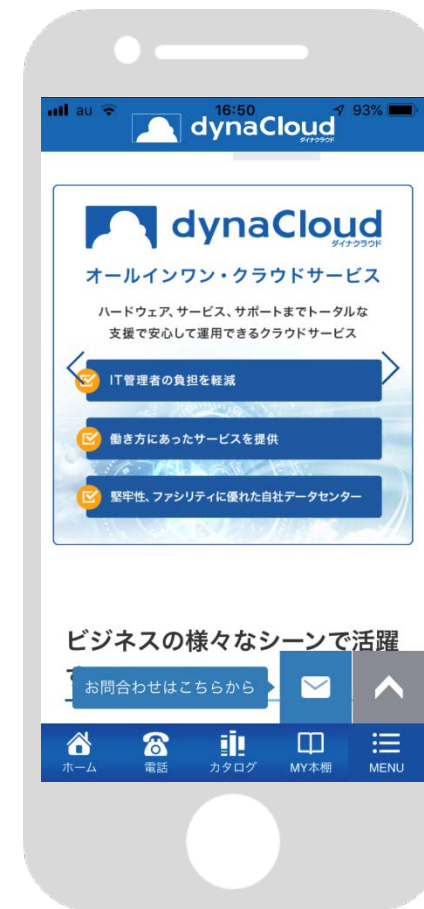 au 16:50 93%
dynaCloud
ダイナクラウド
dynaCloud
ダイナクラウド
オールインワン・クラウドサービス
ハードウェア、サービス、サポートまでトータルな
支援で安心して運用できるクラウドサービス
IT管理者の負担を軽減
働き方にあったサービスを提供
堅牢性、ファシリティに優れた自社データセンター
ビジネスの様々なシーンで活躍
お問合わせはこちらから
ホーム 電話 カタログ MY本棚 MENU